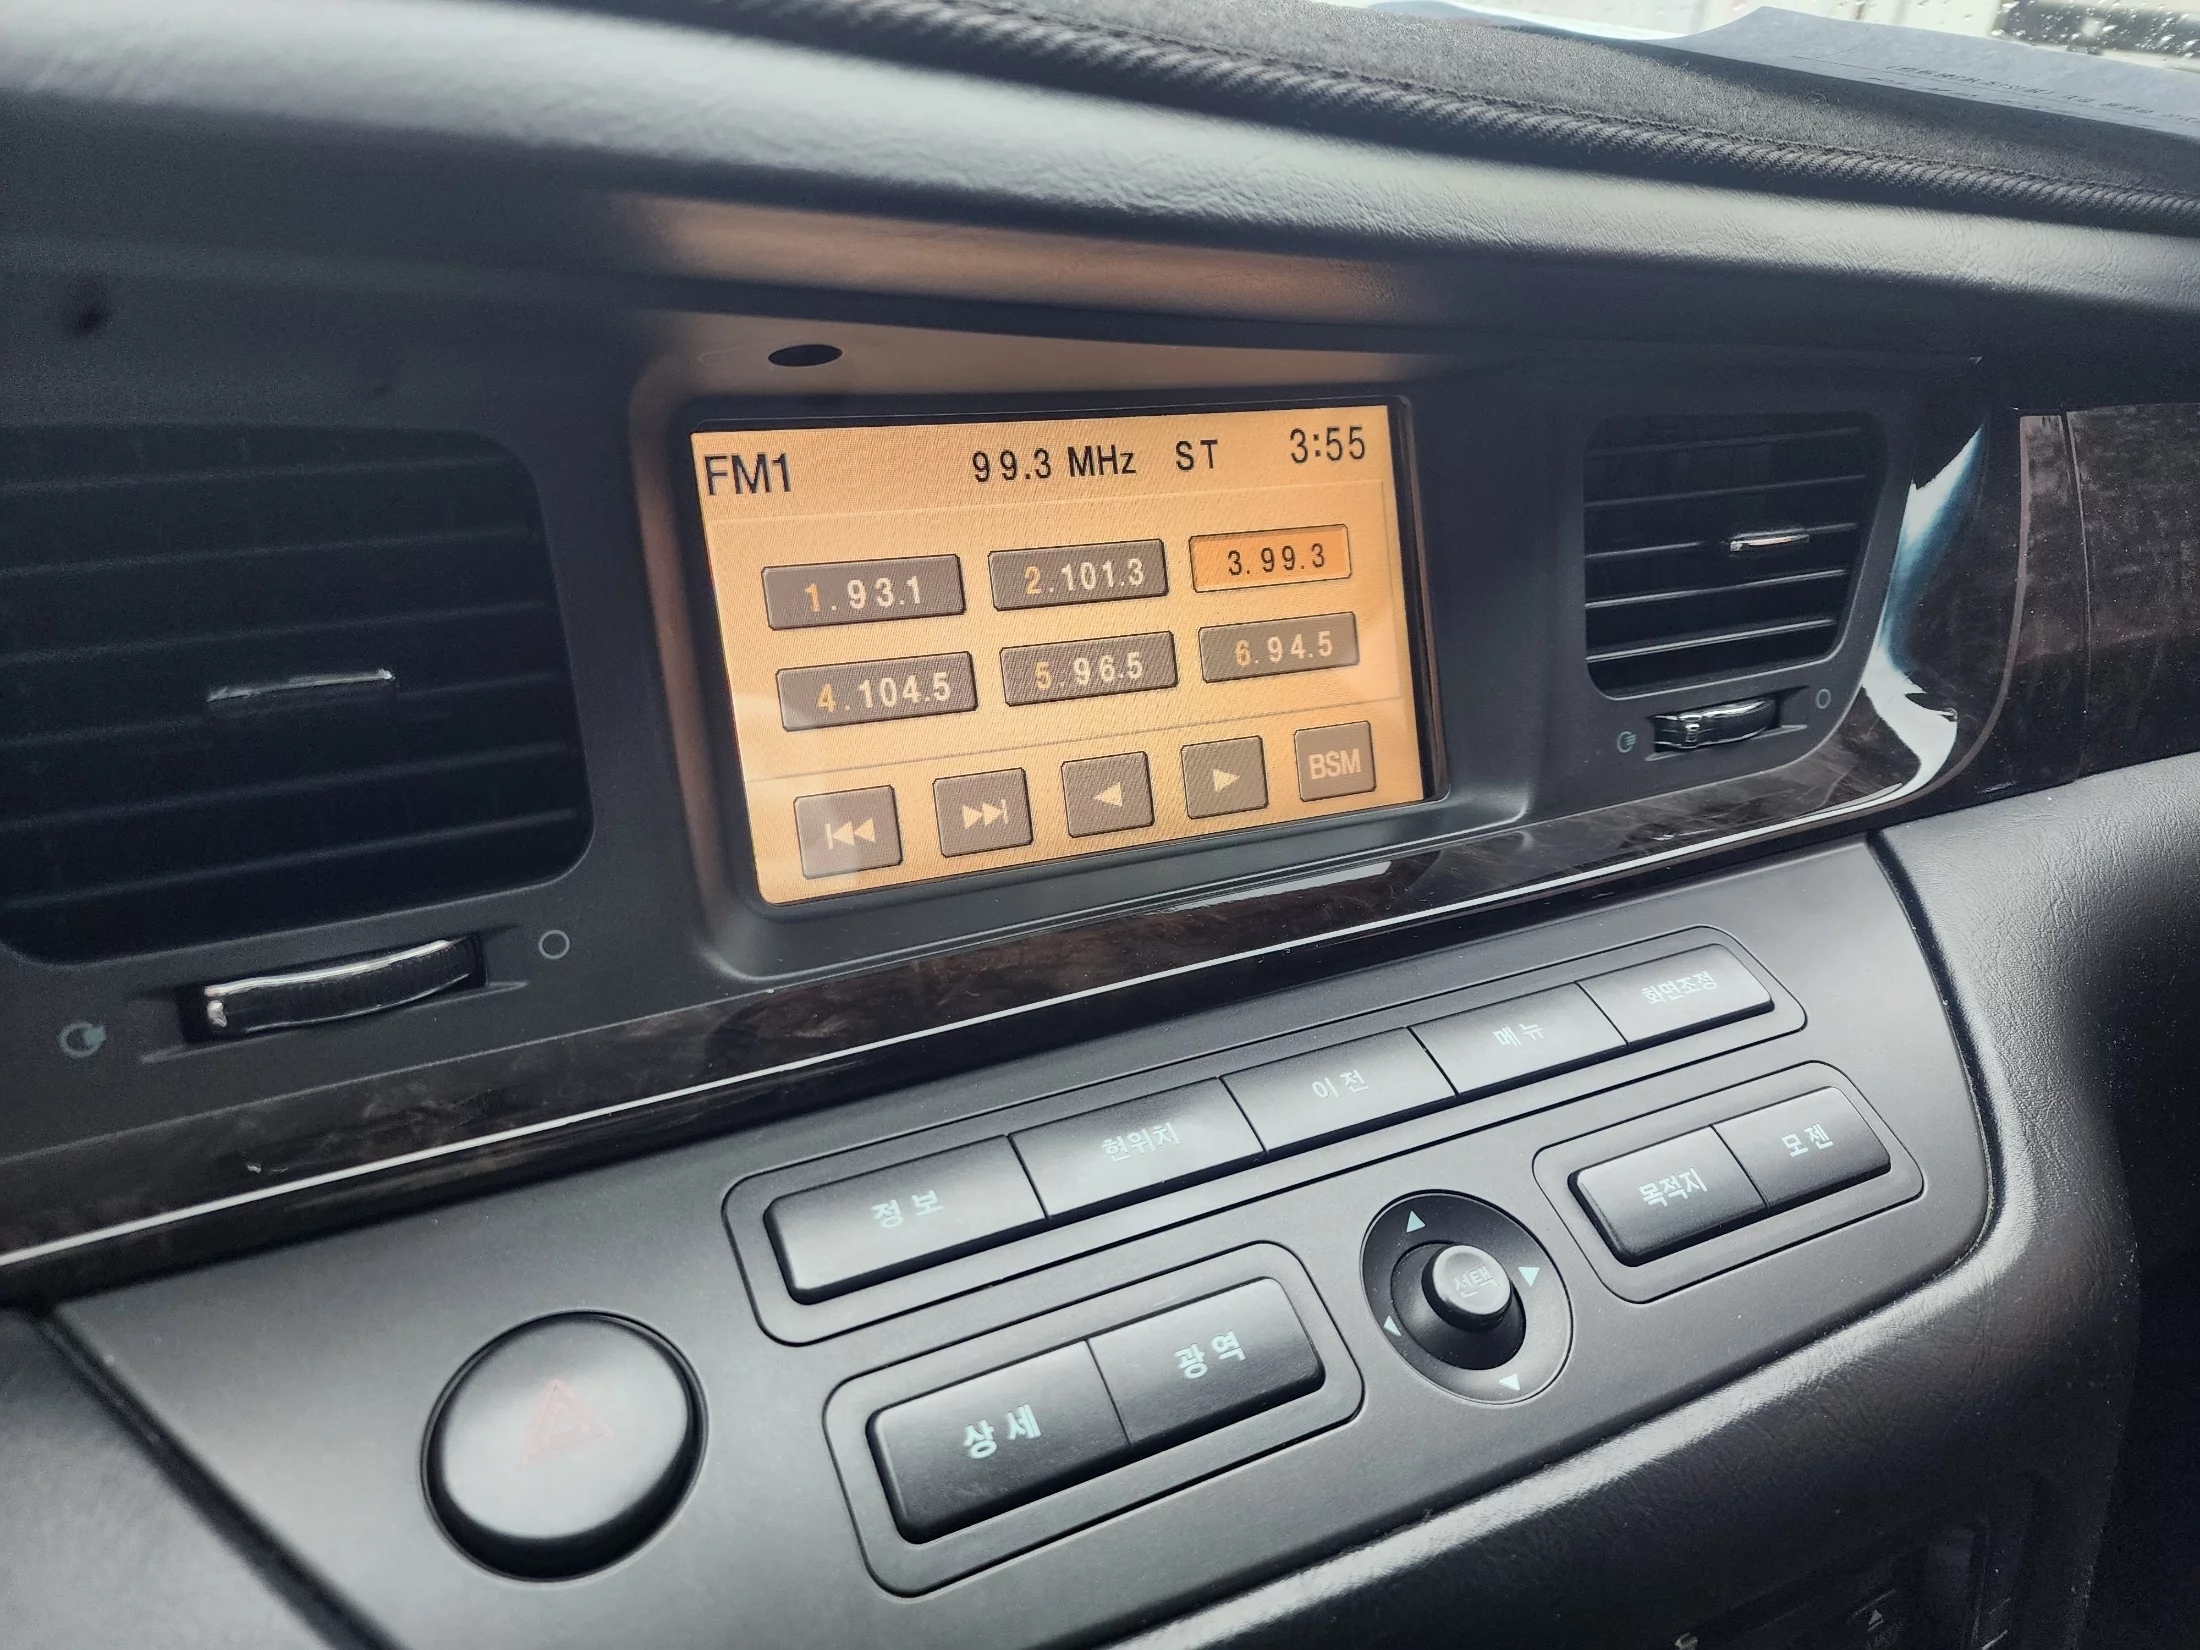 FM1 99.3 MHz ST 3:55
1.93.1 2.101.3 3.99.3
4.104.5 5.96.5 6.94.5
BSM
정보 현위치 이전 메뉴 화면조정
상세 광역 선택 목적지 모젠